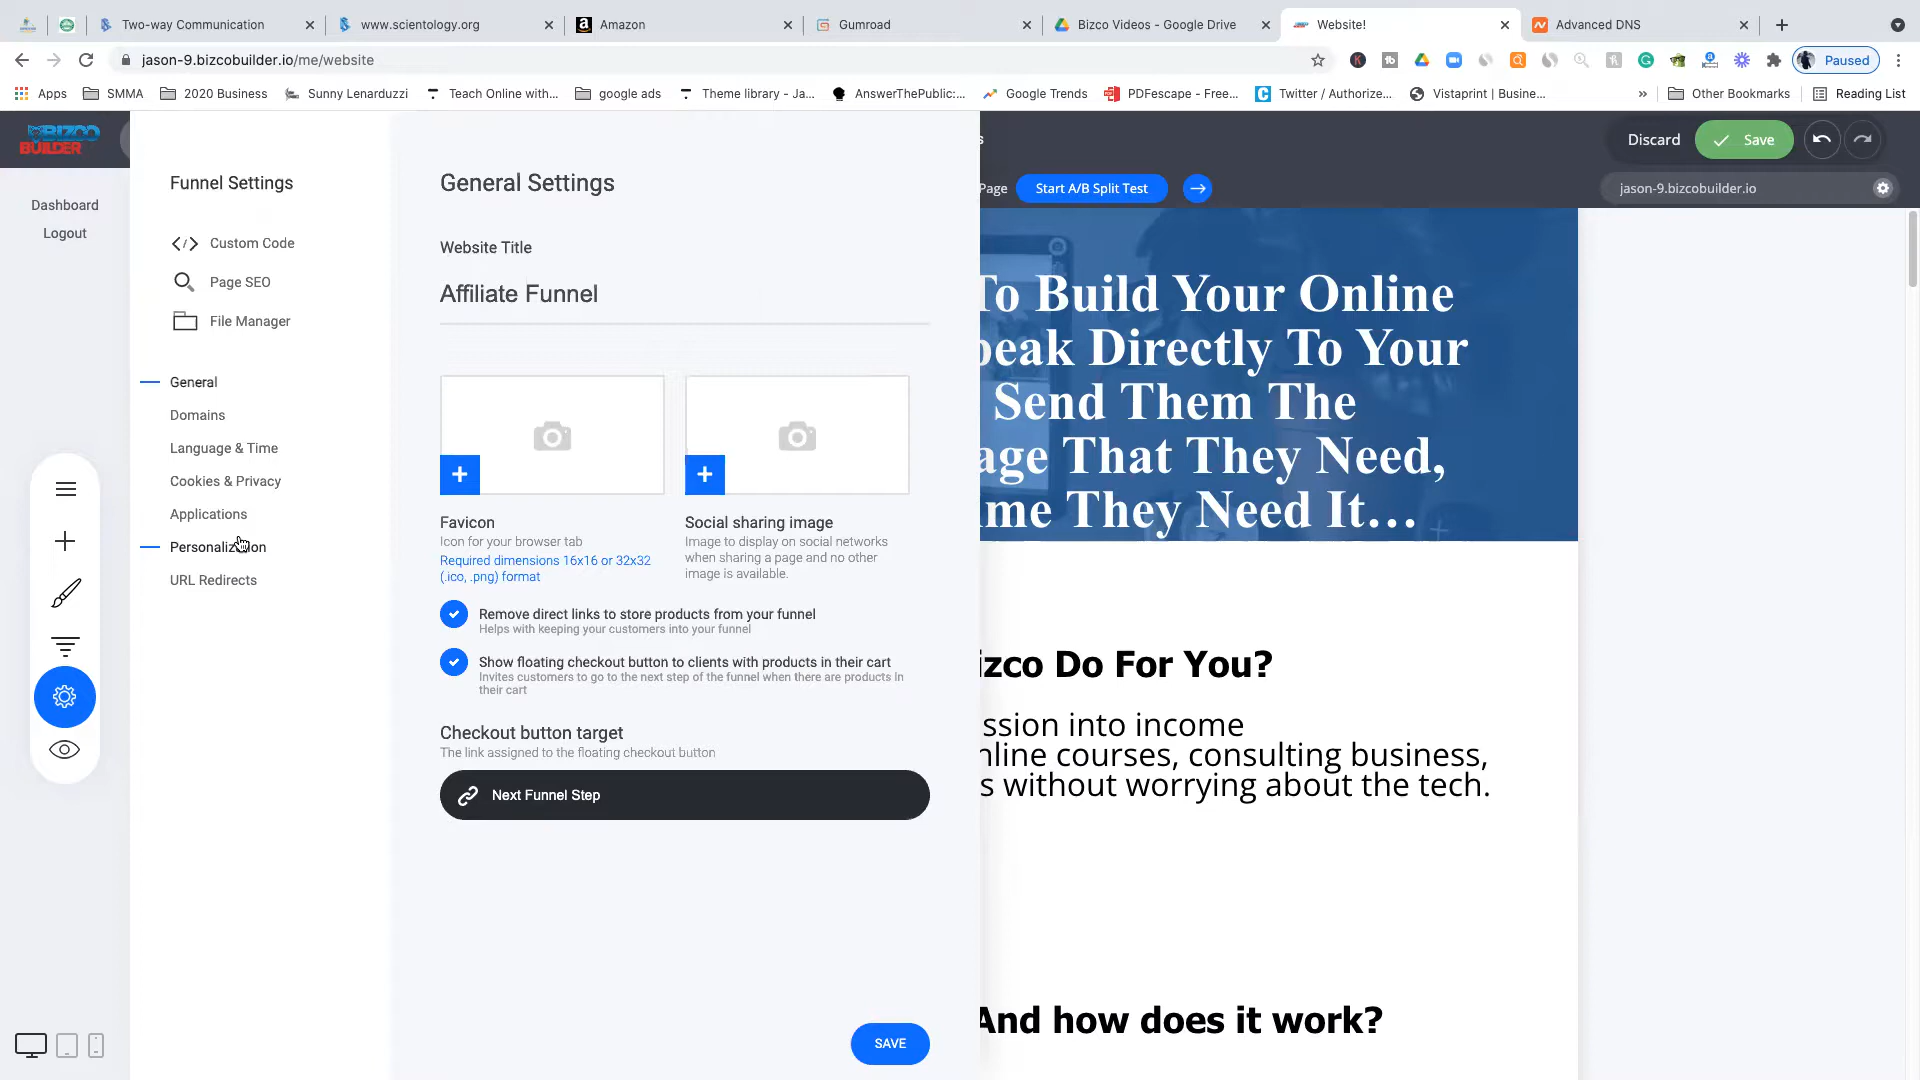 Two-way Communication
www.scientology.org
Amazon
Gumroad
Bizco Videos - Google Drive
Website!
Advanced DNS
jason-9.bizcobuilder.io/me/website
Paused
Apps
SMMA
2020 Business
Sunny Lenarduzzi
Teach Online with...
google ads
Theme library - Ja...
AnswerThePublic:...
Google Trends
PDFescape - Free...
Twitter / Authorize...
Vistaprint | Busine...
»
Other Bookmarks
Reading List
BIZCO
BUILDER
s
Discard
Save
Page
Start A/B Split Test
jason-9.bizcobuilder.io
Dashboard
Logout
Funnel Settings
Custom Code
Page SEO
File Manager
General
Domains
Language & Time
Cookies & Privacy
Applications
Personalization
URL Redirects
General Settings
Website Title
Affiliate Funnel
Favicon
Icon for your browser tab
Required dimensions 16x16 or 32x32
(.ico, .png) format
Social sharing image
Image to display on social networks
when sharing a page and no other
image is available.
Remove direct links to store products from your funnel
Helps with keeping your customers into your funnel
Show floating checkout button to clients with products in their cart
Invites customers to go to the next step of the funnel when there are products in
their cart
Checkout button target
The link assigned to the floating checkout button
Next Funnel Step
SAVE
To Build Your Online
peak Directly To Your
Send Them The
age That They Need,
ime They Need It...
izco Do For You?
ssion into income
nline courses, consulting business,
s without worrying about the tech.
And how does it work?